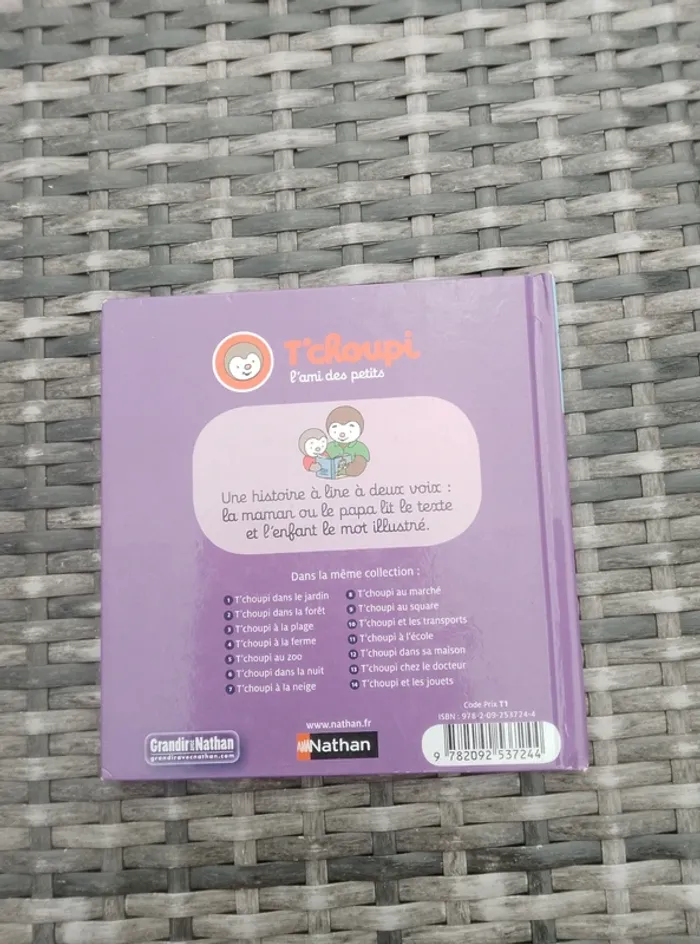 T'choupi
l'ami des petits
Une histoire à lire à deux voix :
la maman ou le papa lit le texte
et l'enfant le mot illustré.
Dans la même collection :
1 T'choupi dans le jardin
2 T'choupi dans la forêt
3 T'choupi à la plage
4 T'choupi à la ferme
5 T'choupi au zoo
6 T'choupi dans la nuit
7 T'choupi à la neige
8 T'choupi au marché
9 T'choupi au square
10 T'choupi et les transports
11 T'choupi à l'école
12 T'choupi dans sa maison
13 T'choupi chez le docteur
14 T'choupi et les jouets
Grandir avec Nathan
grandiravecnathan.com
www.nathan.fr
Nathan
Code Prix T1
ISBN : 978-2-09-253724-4
9 782092 537244